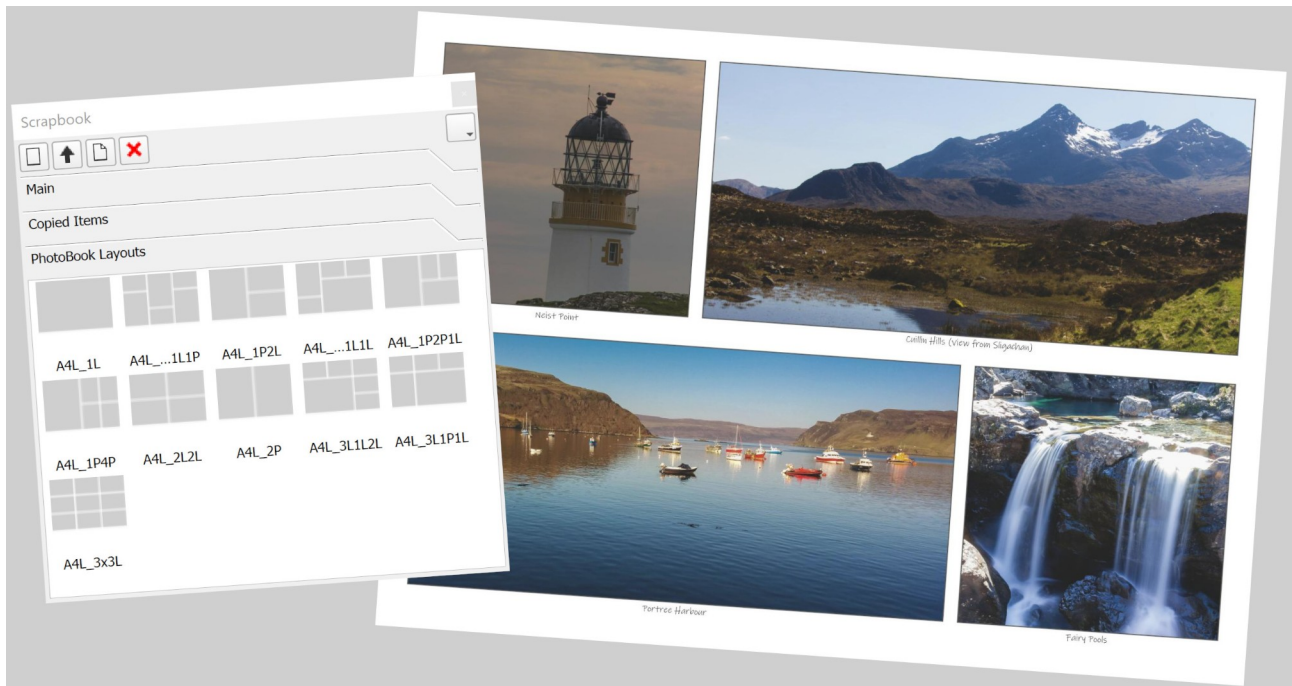 Scrapbook
Main
Copied Items
PhotoBook Layouts
A4L_1L
A4L_...1L1P
A4L_1P2L
A4L_...1L1L
A4L_1P2P1L
A4L_1P4P
A4L_2L2L
A4L_2P
A4L_3L1L2L
A4L_3L1P1L
A4L_3x3L
Neist Point
Cuillin Hills (view from Sligachan)
Portree Harbour
Fairy Pools